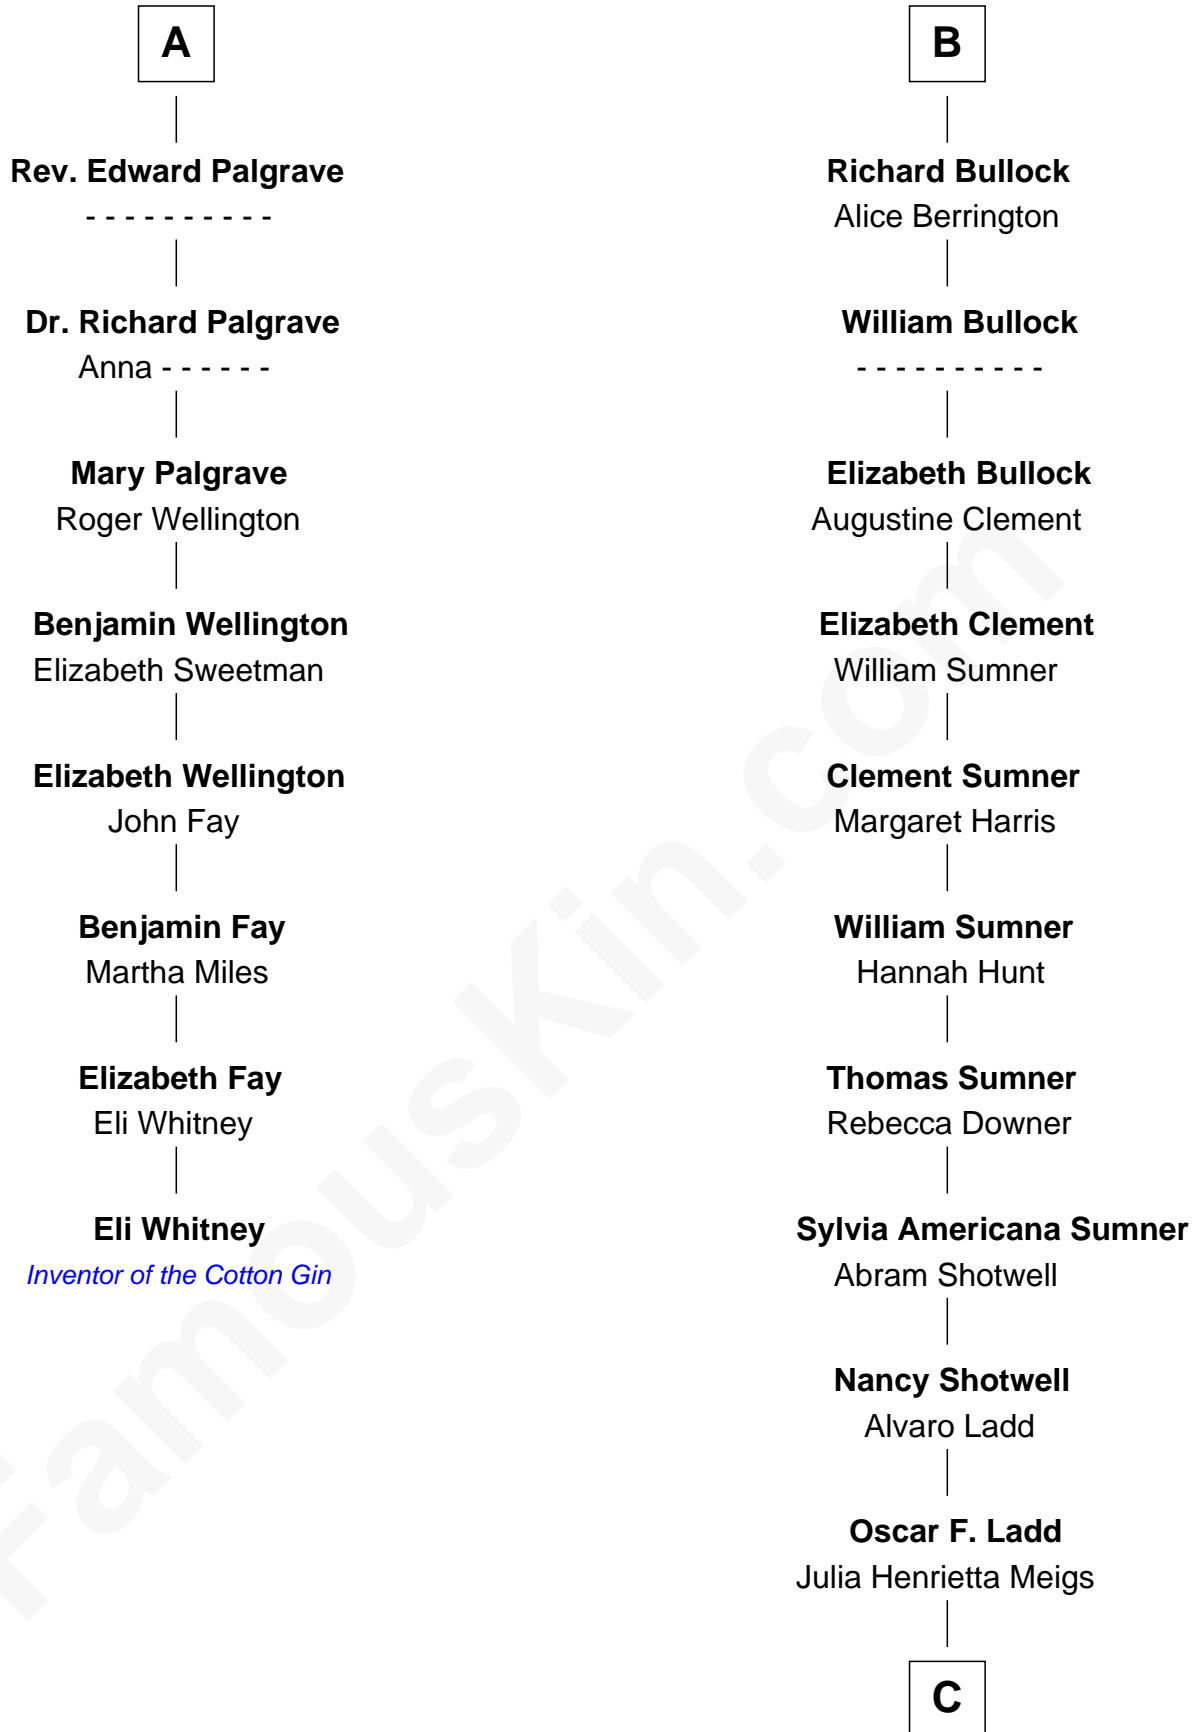 A
Rev. Edward Palgrave
- - - - - - - - - -
Dr. Richard Palgrave
Anna - - - - - -
Mary Palgrave
Roger Wellington
Benjamin Wellington
Elizabeth Sweetman
Elizabeth Wellington
John Fay
Benjamin Fay
Martha Miles
Elizabeth Fay
Eli Whitney
Eli Whitney
Inventor of the Cotton Gin
B
Richard Bullock
Alice Berrington
William Bullock
- - - - - - - - - -
Elizabeth Bullock
Augustine Clement
Elizabeth Clement
William Sumner
Clement Sumner
Margaret Harris
William Sumner
Hannah Hunt
Thomas Sumner
Rebecca Downer
Sylvia Americana Sumner
Abram Shotwell
Nancy Shotwell
Alvaro Ladd
Oscar F. Ladd
Julia Henrietta Meigs
C
FamousKin.com